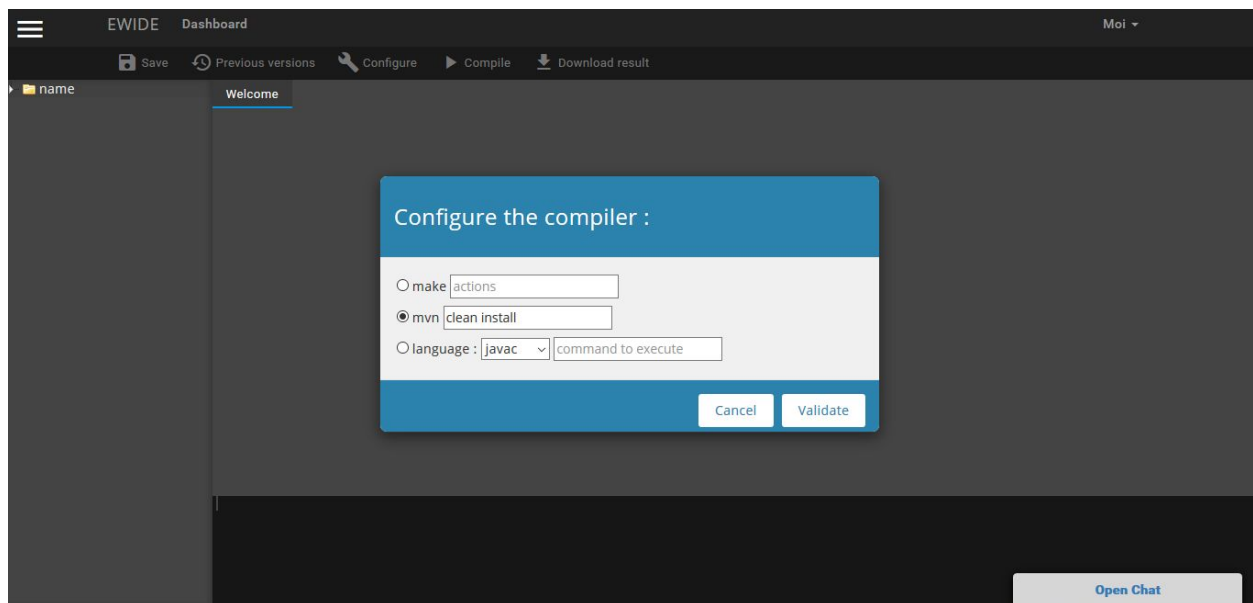 EWIDE Dashboard Moi
Save Previous versions Configure Compile Download result
name
Welcome
Configure the compiler :
make actions
mvn clean install
language : javac command to execute
Cancel Validate
Open Chat